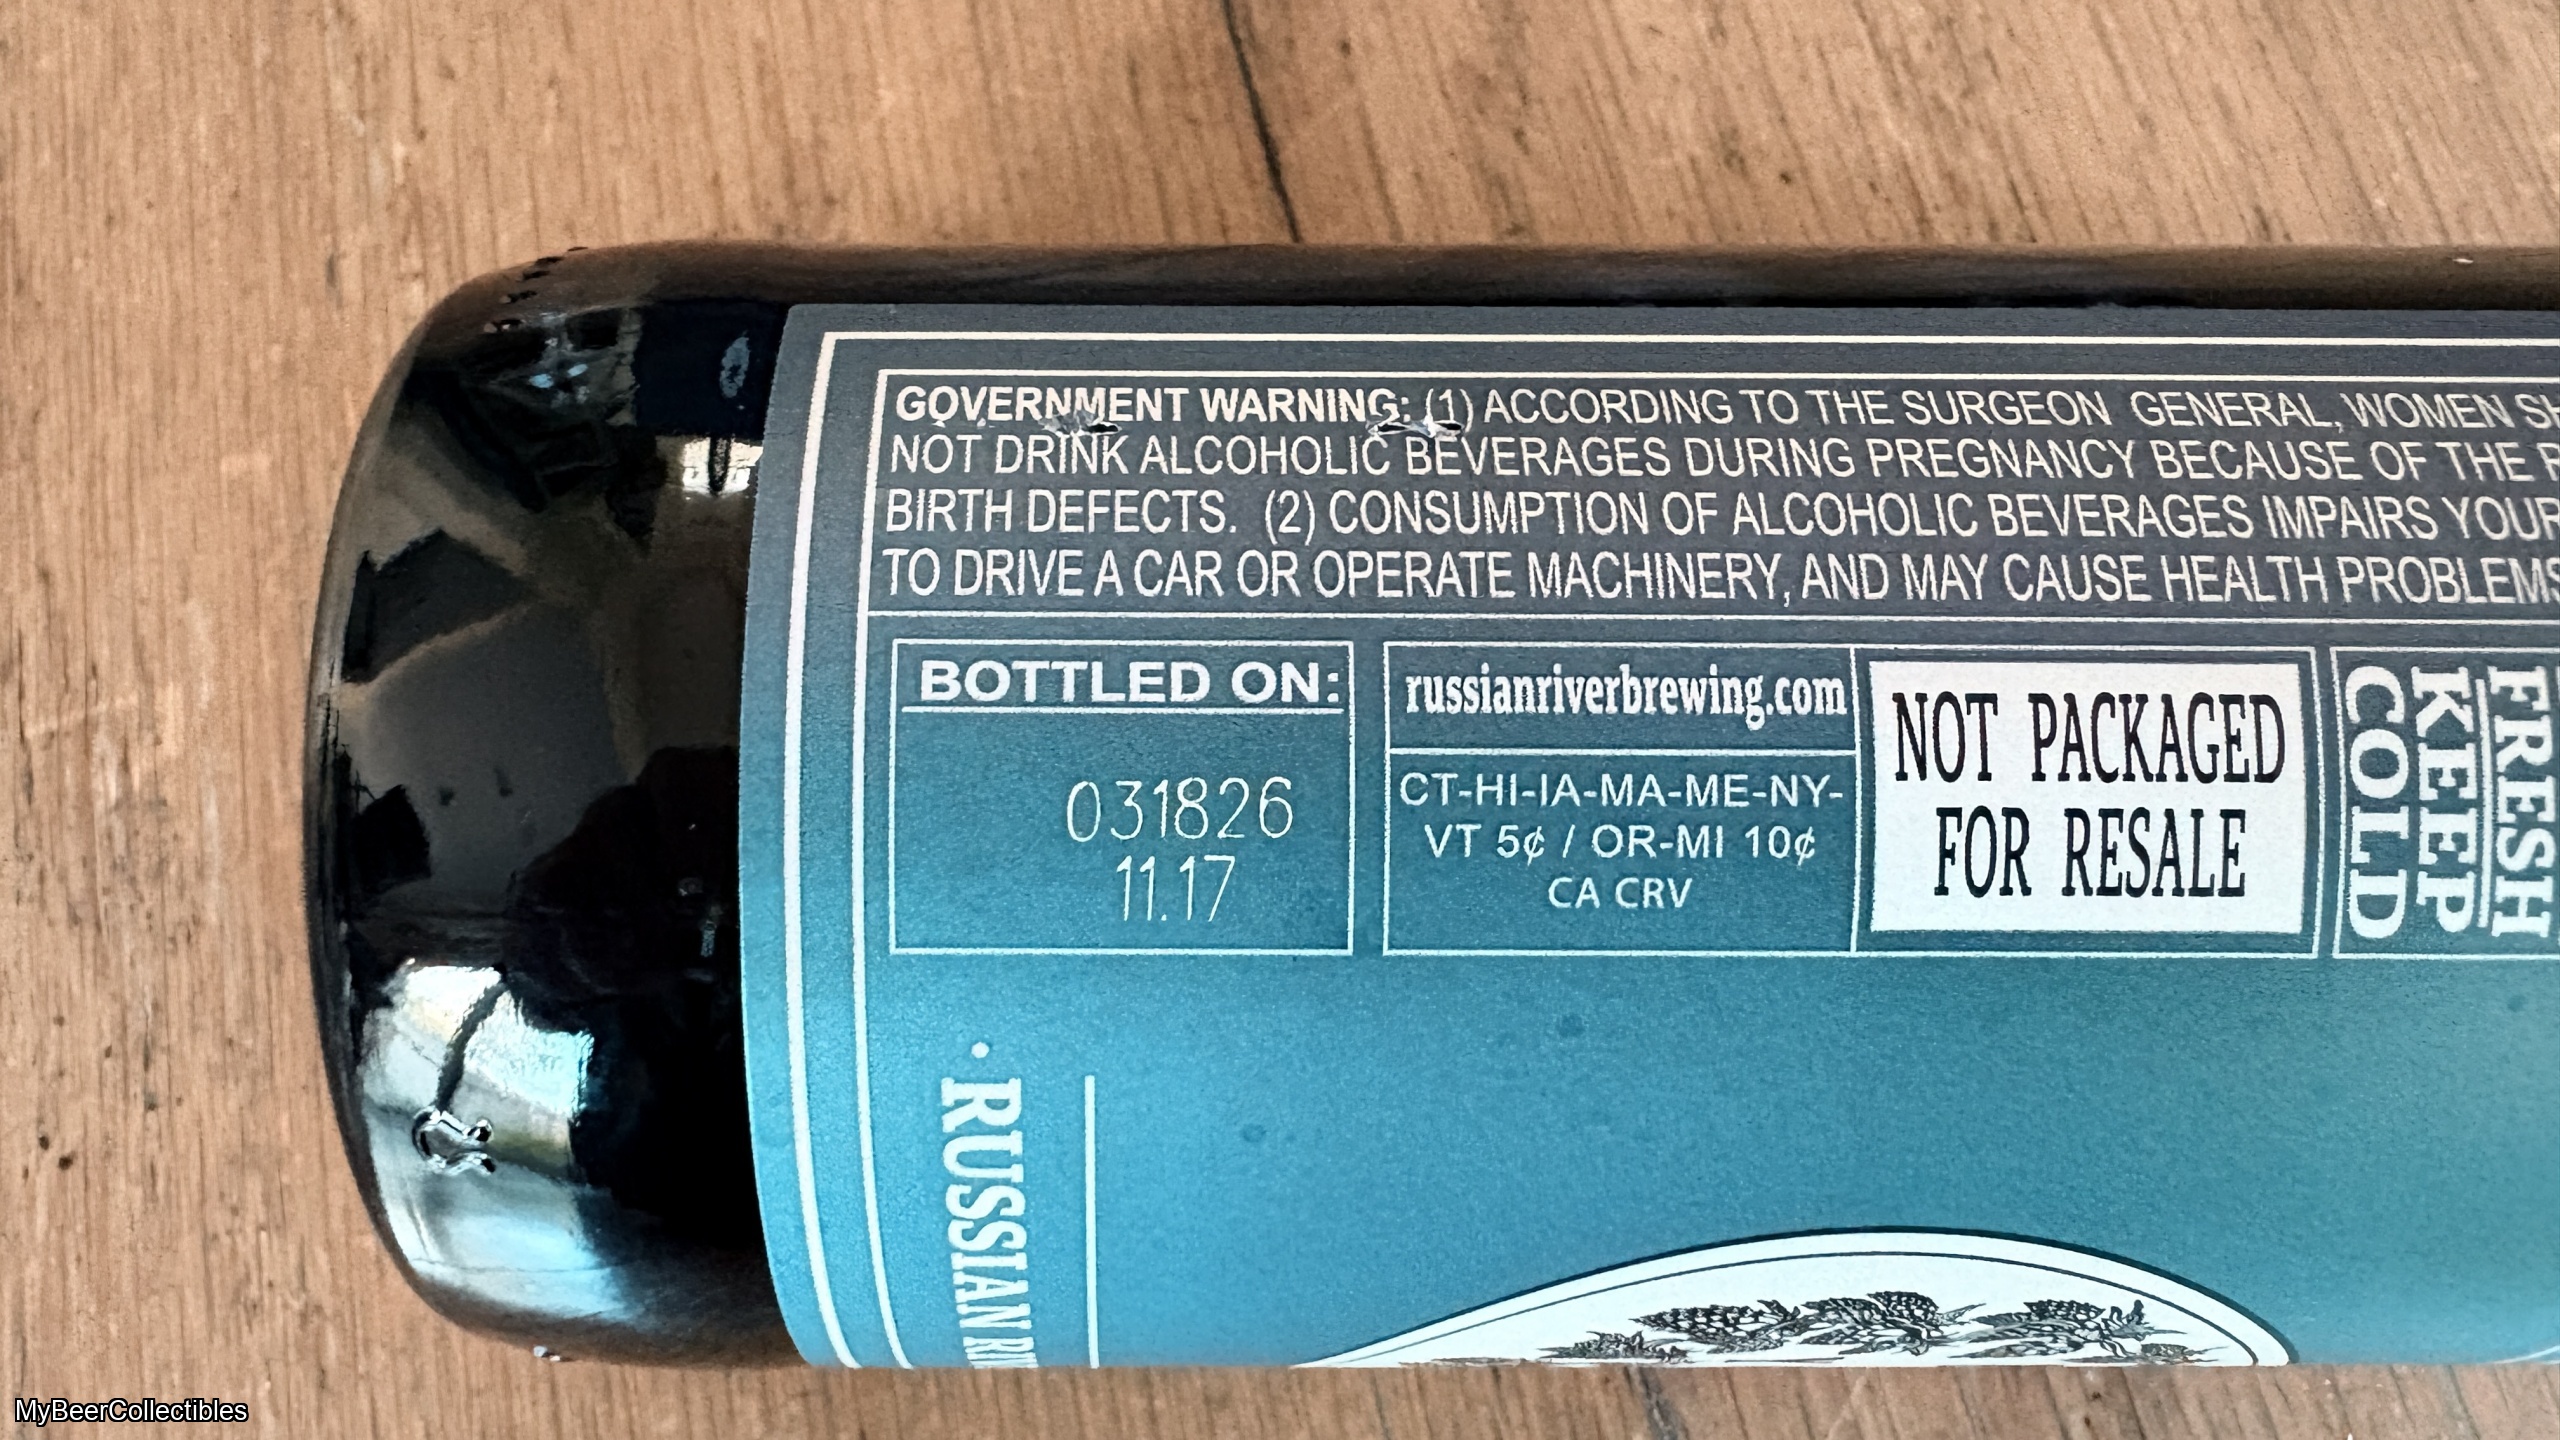 GOVERNMENT WARNING: (1) ACCORDING TO THE SURGEON GENERAL, WOMEN
NOT DRINK ALCOHOLIC BEVERAGES DURING PREGNANCY BECAUSE OF THE
BIRTH DEFECTS. (2) CONSUMPTION OF ALCOHOLIC BEVERAGES IMPAIRS YOUR
TO DRIVE A CAR OR OPERATE MACHINERY, AND MAY CAUSE HEALTH PROBLEMS
BOTTLED ON:
031826
11.17
russianriverbrewing.com
CT-HI-IA-MA-ME-NY-
VT 5¢ / OR-MI 10¢
CA CRV
NOT PACKAGED
FOR RESALE
FRESH
KEEP
COLD
• RUSSIAN
MyBeerCollectibles